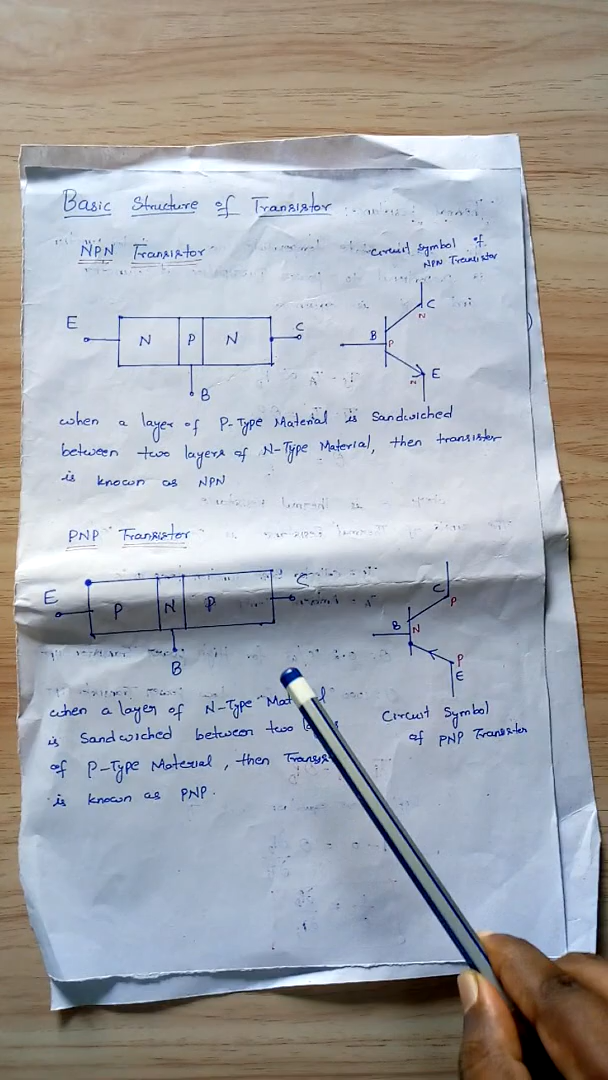 Basic Structure of Transistor
NPN Transistor
Circuit symbol of
NPN Transistor
E
N P N
C
B
B
P
C
N
N
E
when a layer of P-Type Material is Sandwiched
between two layers of N-Type Material, then transistor
is known as NPN
PNP Transistor
E
P N P
C
B
C
P
B
N
P
E
when a layer of N-Type Mat
is Sandwiched between two
of P-Type Material, then Transis
is known as PNP.
Circuit Symbol
of PNP Transistor